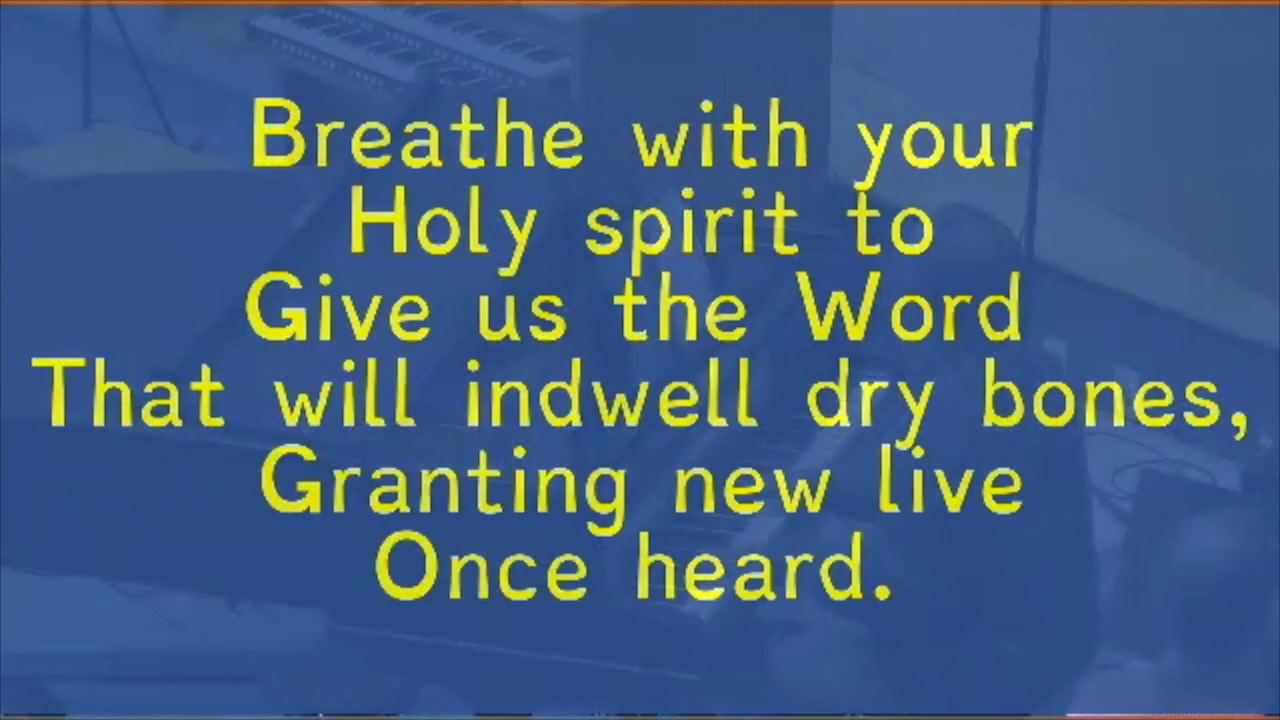 Breathe with your
Holy spirit to
Give us the Word
That will indwell dry bones,
Granting new live
Once heard.